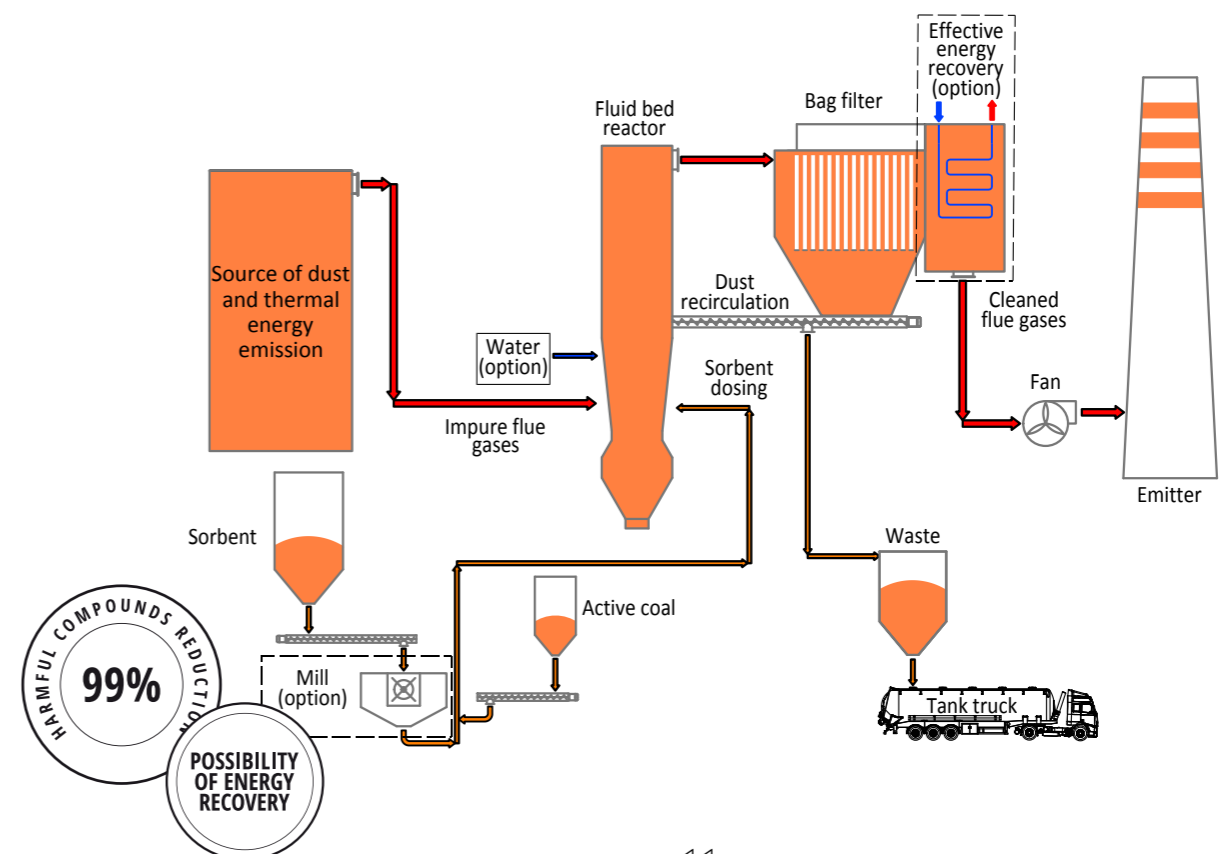 Effective
energy
recovery
(option)
Bag filter
Fluid bed
reactor
Source of dust
and thermal
energy
emission
Dust
recirculation
Cleaned
flue gases
Water
(option)
Sorbent
dosing
Fan
Impure flue
gases
Emitter
Sorbent
Waste
Active coal
HARMFUL COMPOUNDS REDUCTION
99%
Mill
(option)
Tank truck
POSSIBILITY
OF ENERGY
RECOVERY